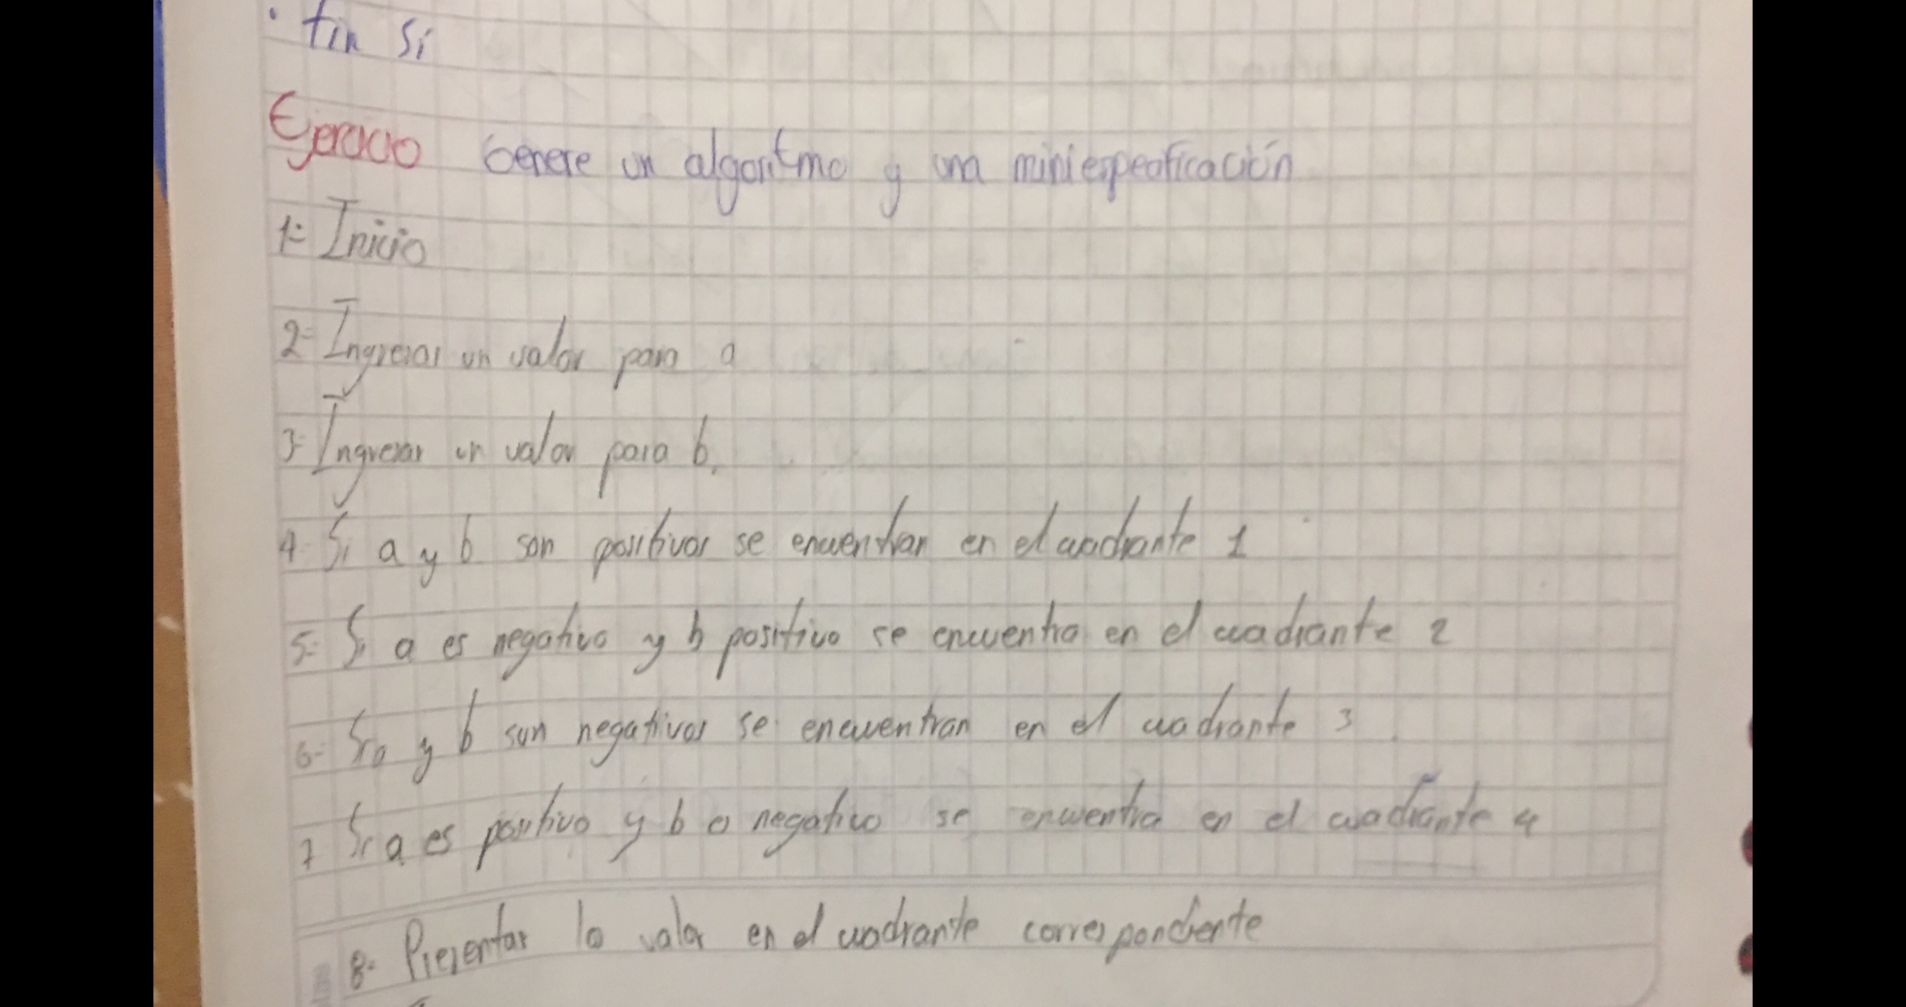 . fin si
Ejercicio Genere un algoritmo y una miniespecificación
1- Inicio
2- Ingresar un valor para a
3- Ingresar un valor para b.
4- Si a y b son positivos se encuentran en el cuadrante 1
5- Si a es negativo y b positivo se encuentra en el cuadrante 2
6- Si a y b son negativos se encuentran en el cuadrante 3
7 Si a es positivo y b o negativo se encuentra en el cuadrante 4
8- Presentar lo valor en el cuadrante correspondiente